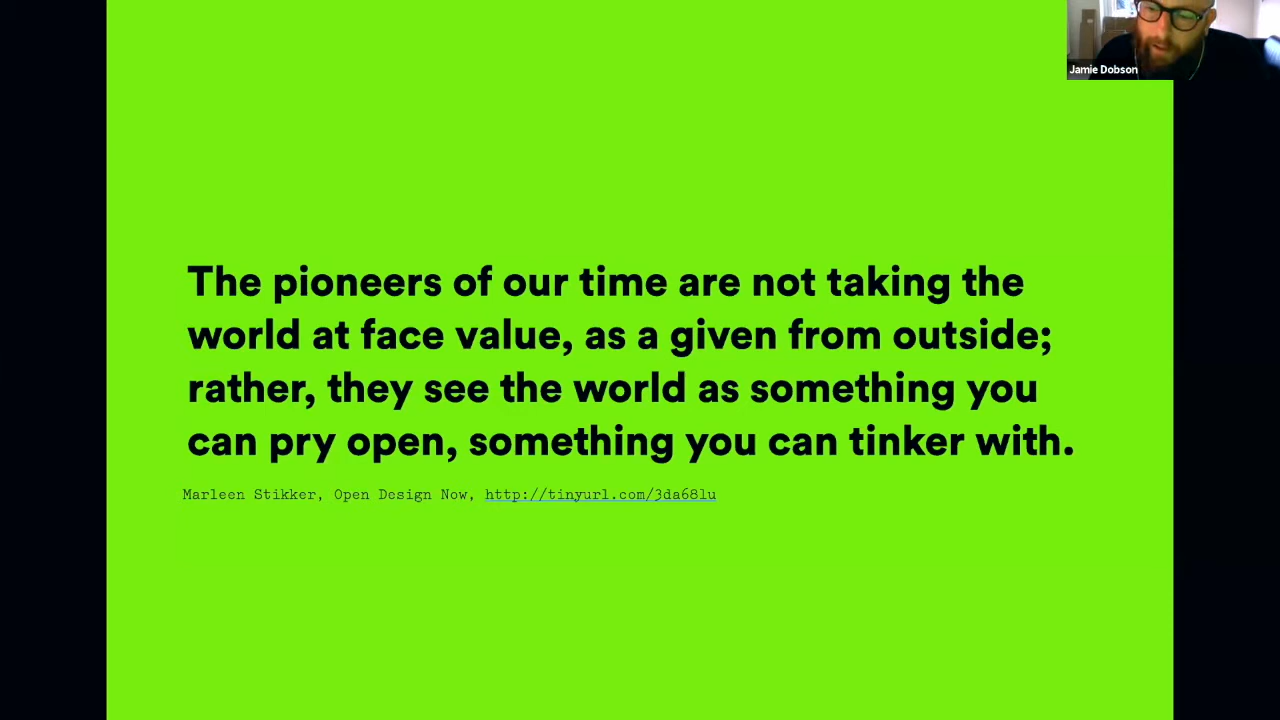 Jamie Dobson
The pioneers of our time are not taking the
world at face value, as a given from outside;
rather, they see the world as something you
can pry open, something you can tinker with.
Marleen Stikker, Open Design Now, http://tinyurl.com/3da68lu